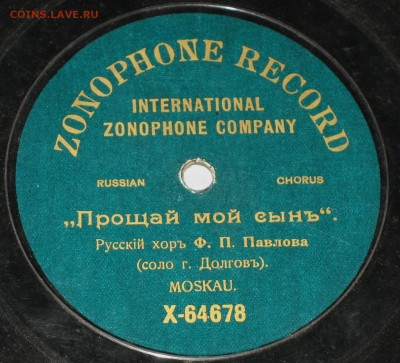 COINS.LAVE.RU
ZONOPHONE RECORD
INTERNATIONAL
ZONOPHONE COMPANY
RUSSIAN CHORUS
„Прощай мой сынъ“.
Русскій хоръ Ф. П. Павлова
(соло г. Долговъ).
MOSKAU.
X-64678